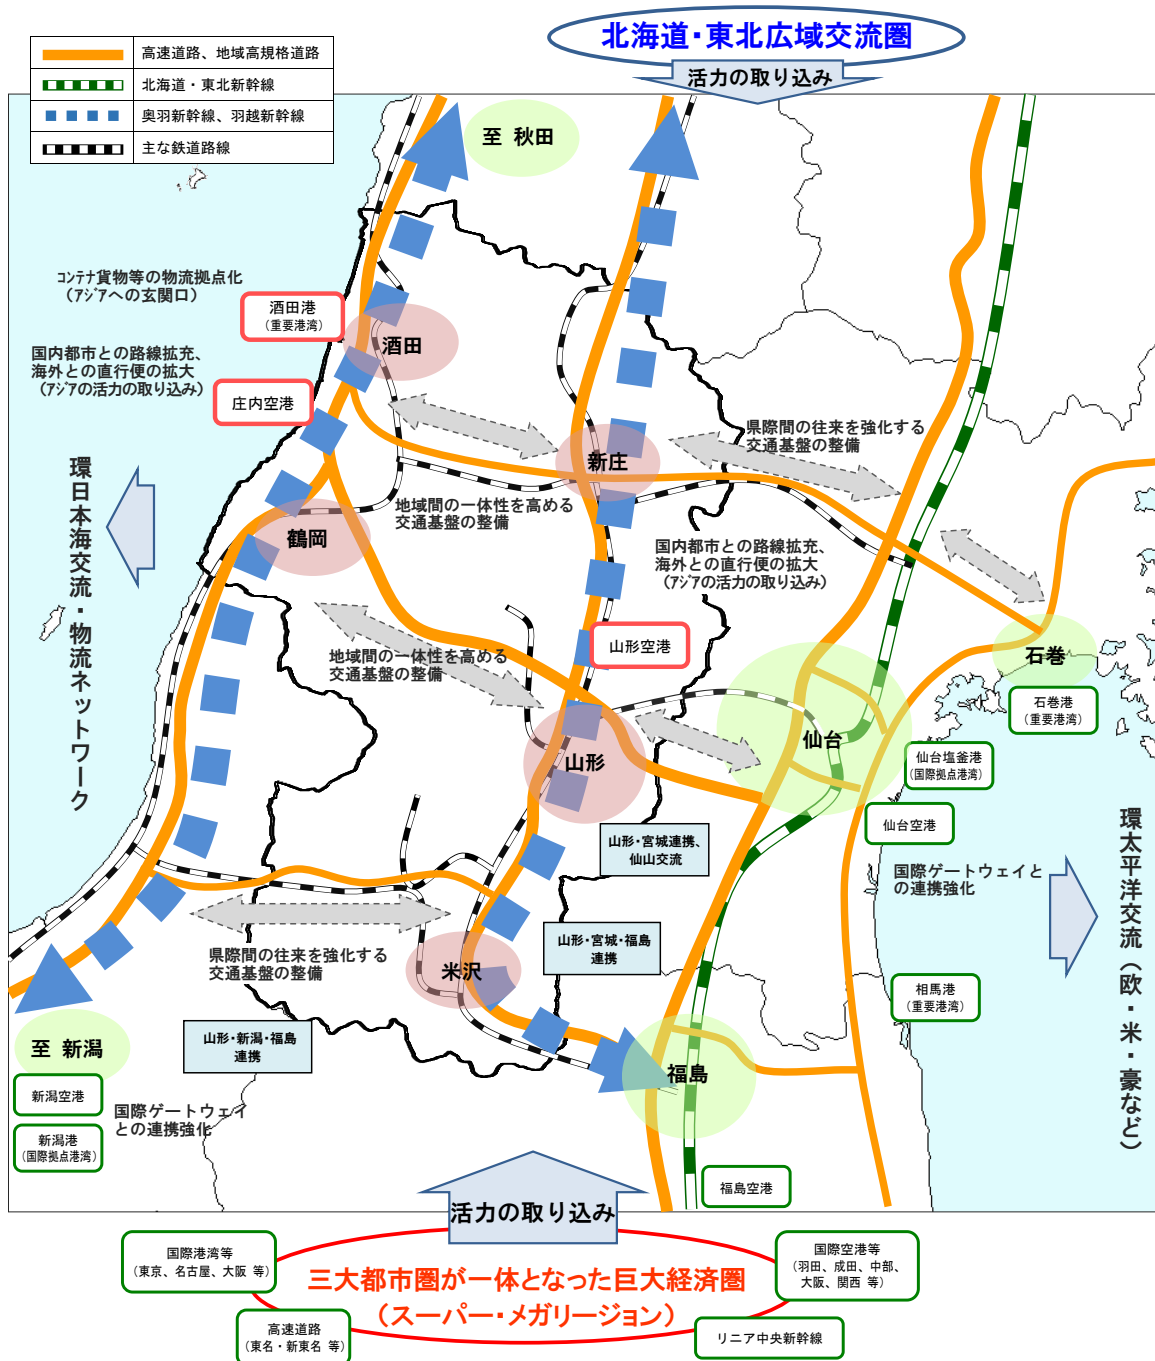 北海道・東北広域交流圏
活力の取り込み
高速道路、地域高規格道路
北海道・東北新幹線
奥羽新幹線、羽越新幹線
主な鉄道路線
至 秋田
コンテナ貨物等の物流拠点化
（アジアへの玄関口）
酒田港
（重要港湾）
酒田
国内都市との路線拡充、
海外との直行便の拡大
（アジアの活力の取り込み）
庄内空港
県際間の往来を強化する
交通基盤の整備
新庄
環日本海交流・物流ネットワーク
地域間の一体性を高める
交通基盤の整備
鶴岡
国内都市との路線拡充、
海外との直行便の拡大
（アジアの活力の取り込み）
山形空港
地域間の一体性を高める
交通基盤の整備
石巻
石巻港
（重要港湾）
仙台
仙台塩釜港
（国際拠点港湾）
山形
仙台空港
山形・宮城連携、
仙山交流
国際ゲートウェイと
の連携強化
環太平洋交流（欧・米・豪など）
山形・宮城・福島
連携
県際間の往来を強化する
交通基盤の整備
米沢
相馬港
（重要港湾）
至 新潟
山形・新潟・福島
連携
福島
新潟空港
国際ゲートウェイ
との連携強化
新潟港
（国際拠点港湾）
福島空港
活力の取り込み
国際港湾等
（東京、名古屋、大阪 等）
国際空港等
（羽田、成田、中部、
大阪、関西 等）
三大都市圏が一体となった巨大経済圏
（スーパー・メガリージョン）
高速道路
（東名・新東名 等）
リニア中央新幹線